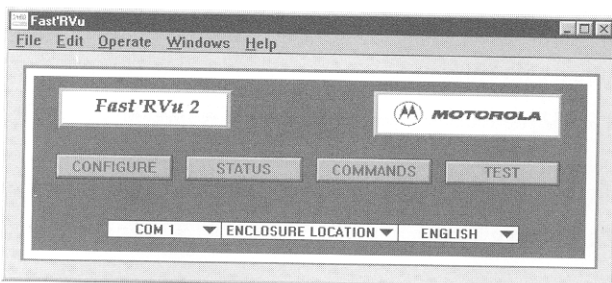 Fast'RVu
File Edit Operate Windows Help
Fast'RVu 2
MOTOROLA
CONFIGURE STATUS COMMANDS TEST
COM 1 ENCLOSURE LOCATION ENGLISH